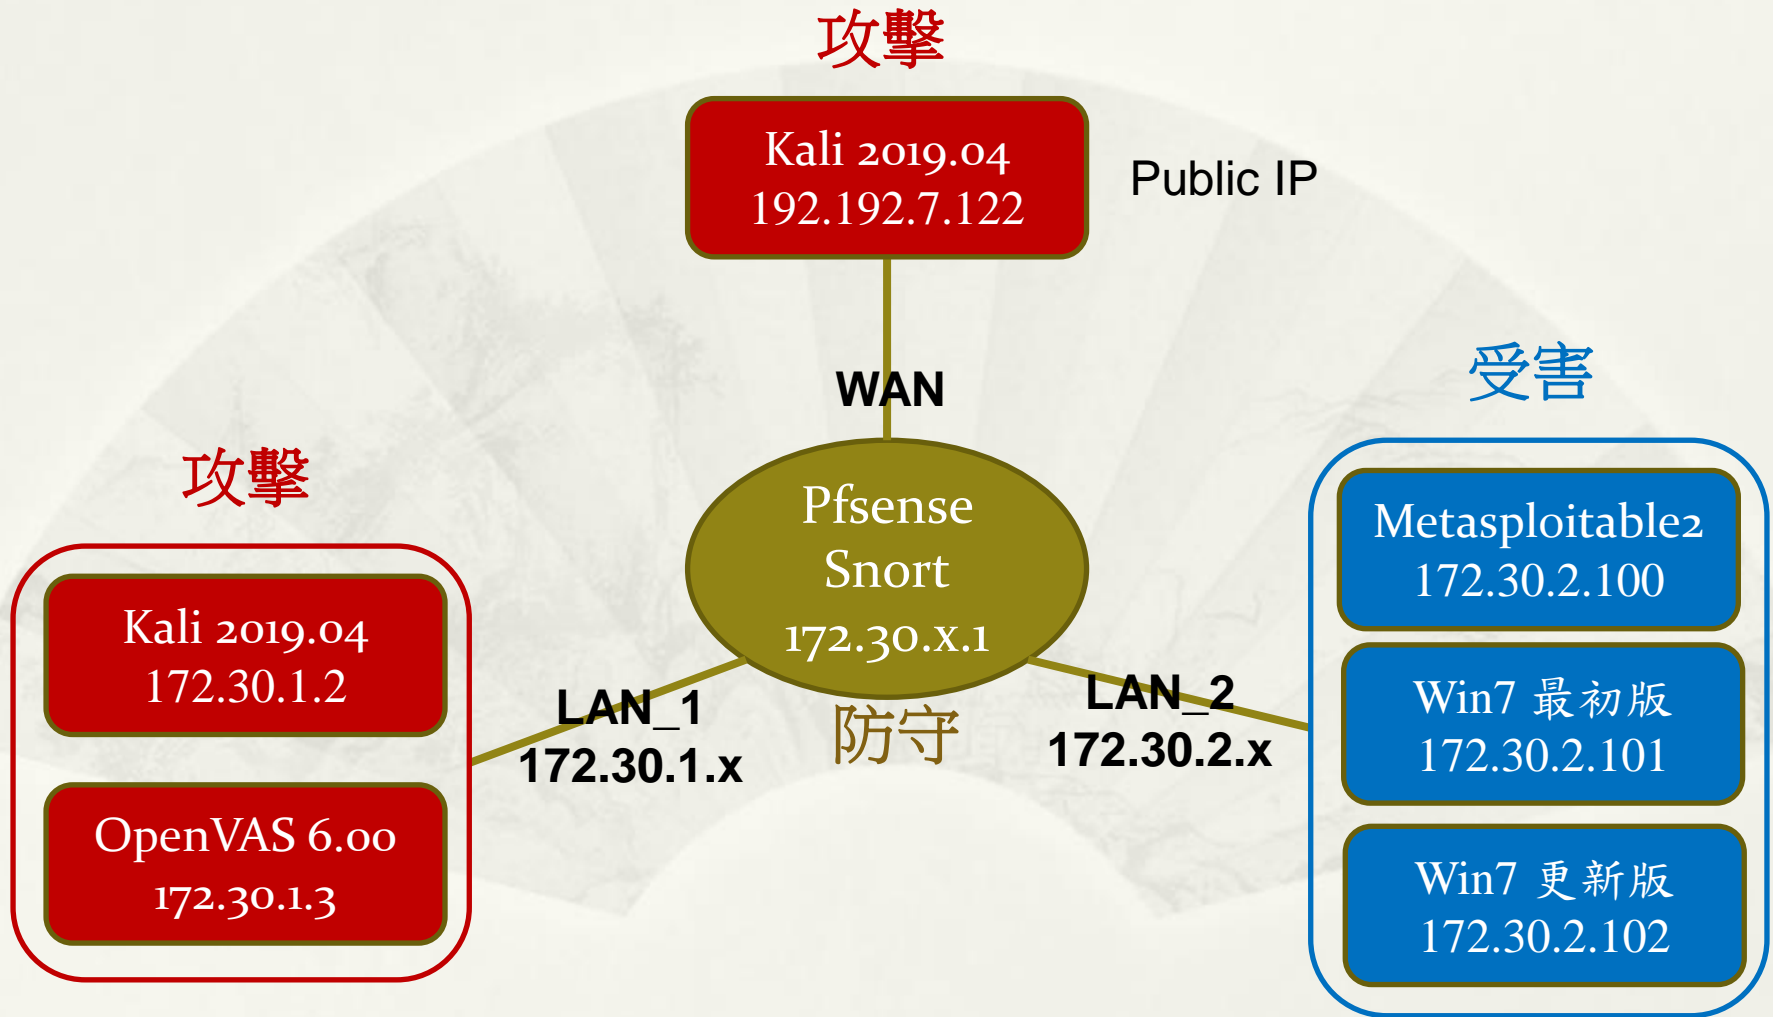 攻擊
Kali 2019.04
192.192.7.122
Public IP
WAN
受害
攻擊
Pfsense
Snort
172.30.x.1
防守
Kali 2019.04
172.30.1.2
OpenVAS 6.00
172.30.1.3
LAN_1
172.30.1.x
LAN_2
172.30.2.x
Metasploitable2
172.30.2.100
Win7 最初版
172.30.2.101
Win7 更新版
172.30.2.102